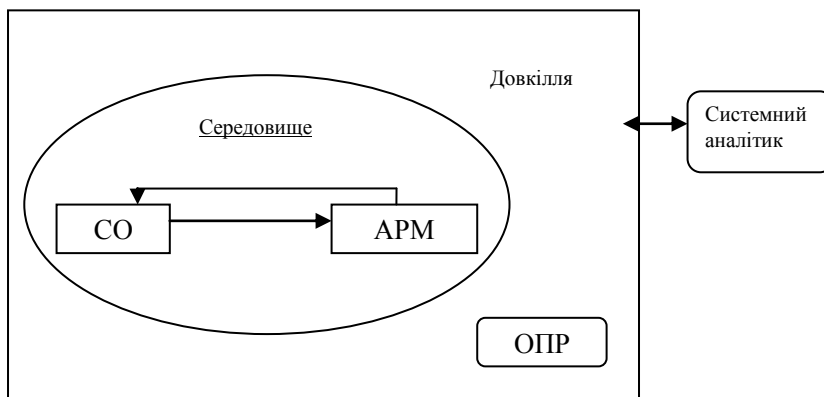 Довкілля
Системний
аналітик
Середовище
СО
АРМ
ОПР